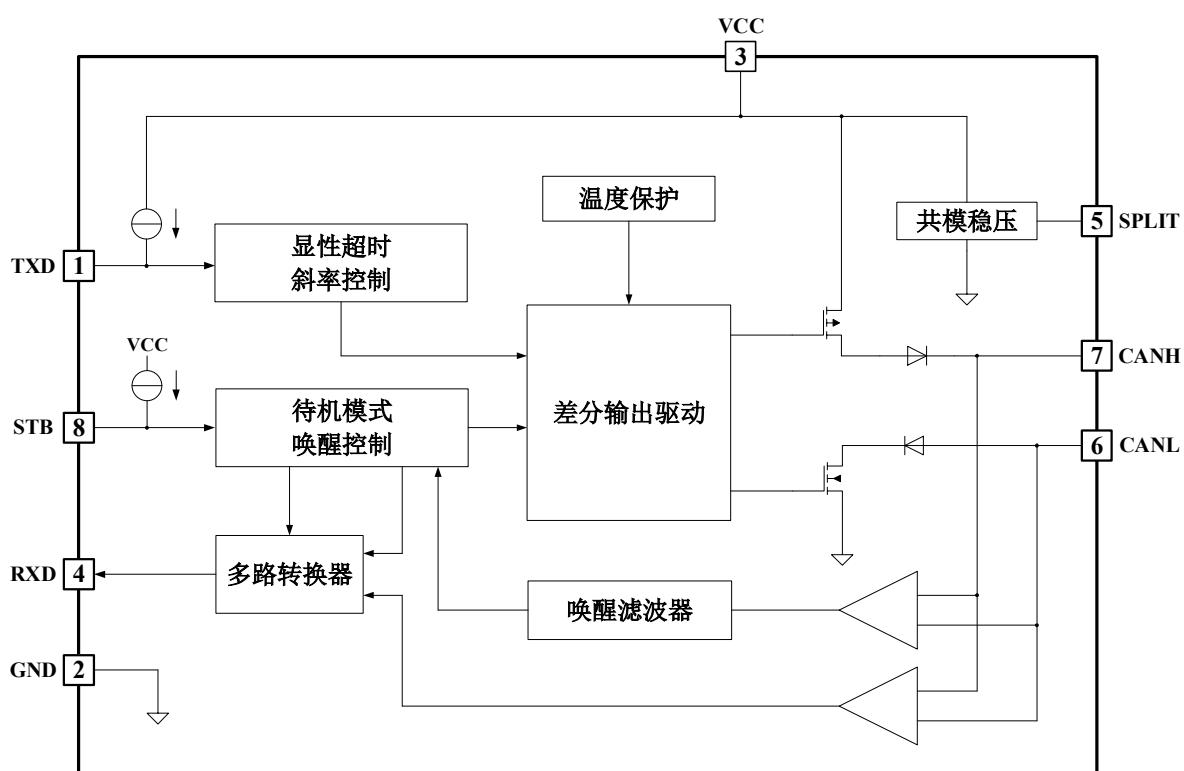 VCC
3
温度保护
共模稳压
5 SPLIT
TXD 1
显性超时
斜率控制
VCC
7 CANH
STB 8
待机模式
唤醒控制
差分输出驱动
6 CANL
RXD 4
多路转换器
唤醒滤波器
GND 2